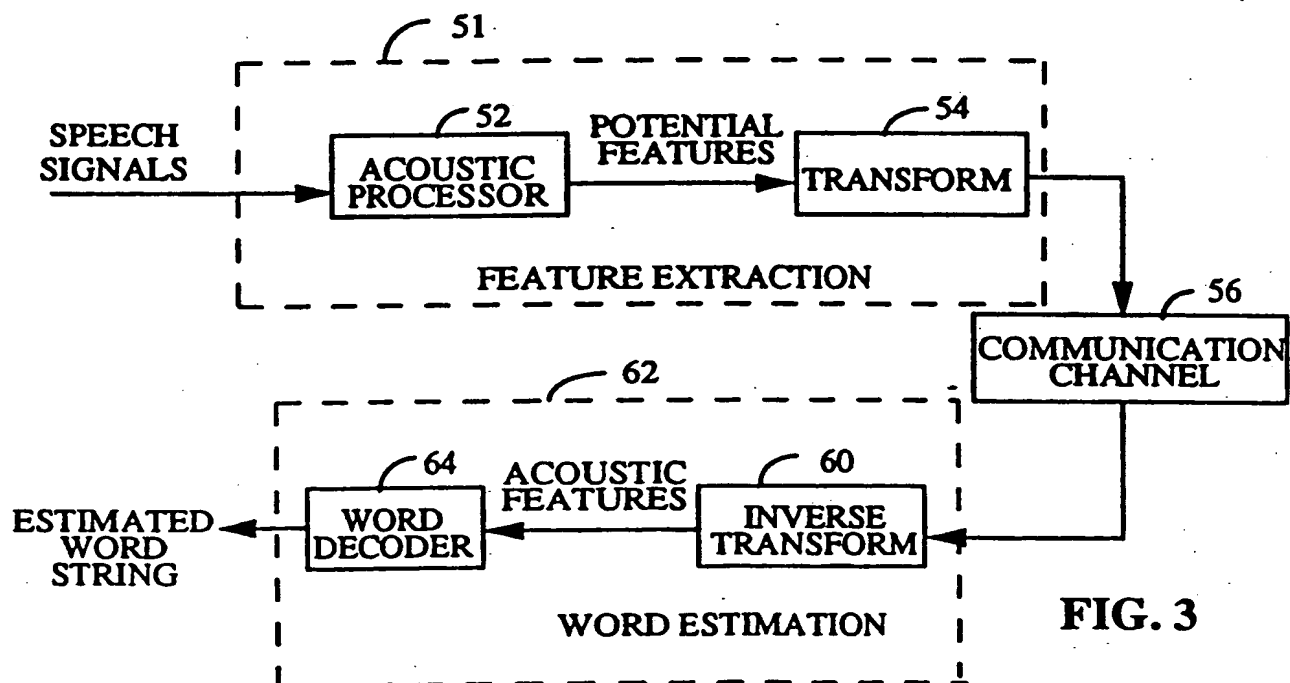 51
SPEECH
SIGNALS
52
ACOUSTIC
PROCESSOR
POTENTIAL
FEATURES
54
TRANSFORM
FEATURE EXTRACTION
56
COMMUNICATION
CHANNEL
62
64
WORD
DECODER
ACOUSTIC
FEATURES
60
INVERSE
TRANSFORM
ESTIMATED
WORD
STRING
WORD ESTIMATION
FIG. 3